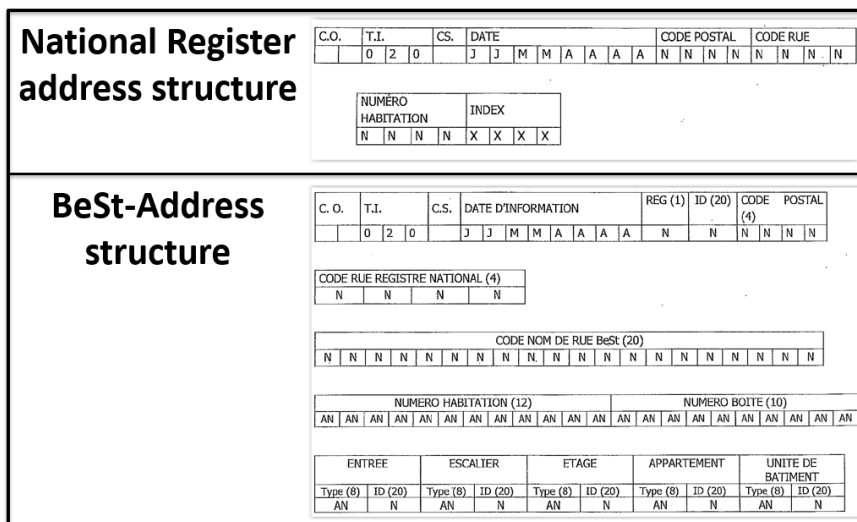 National Register
address structure
C.O. T.I. CS. DATE CODE POSTAL CODE RUE
0 2 0 J J M M A A A A N N N N N N N N
NUMÉRO
HABITATION INDEX
N N N N X X X X
BeSt-Address
structure
C. O. T.I. C.S. DATE D'INFORMATION REG (1) ID (20) CODE POSTAL
(4)
0 2 0 J J M M A A A A N N N N N N
CODE RUE REGISTRE NATIONAL (4)
N N N N
CODE NOM DE RUE BeSt (20)
N N N N N N N N N N N N N N N N N N N N
NUMERO HABITATION (12) NUMERO BOITE (10)
AN AN AN AN AN AN AN AN AN AN AN AN AN AN AN AN AN AN AN AN AN AN
ENTREE ESCALIER ETAGE APPARTEMENT UNITE DE
BATIMENT
Type (8) ID (20) Type (8) ID (20) Type (8) ID (20) Type (8) ID (20) Type (8) ID (20)
AN N AN N AN N AN N AN N